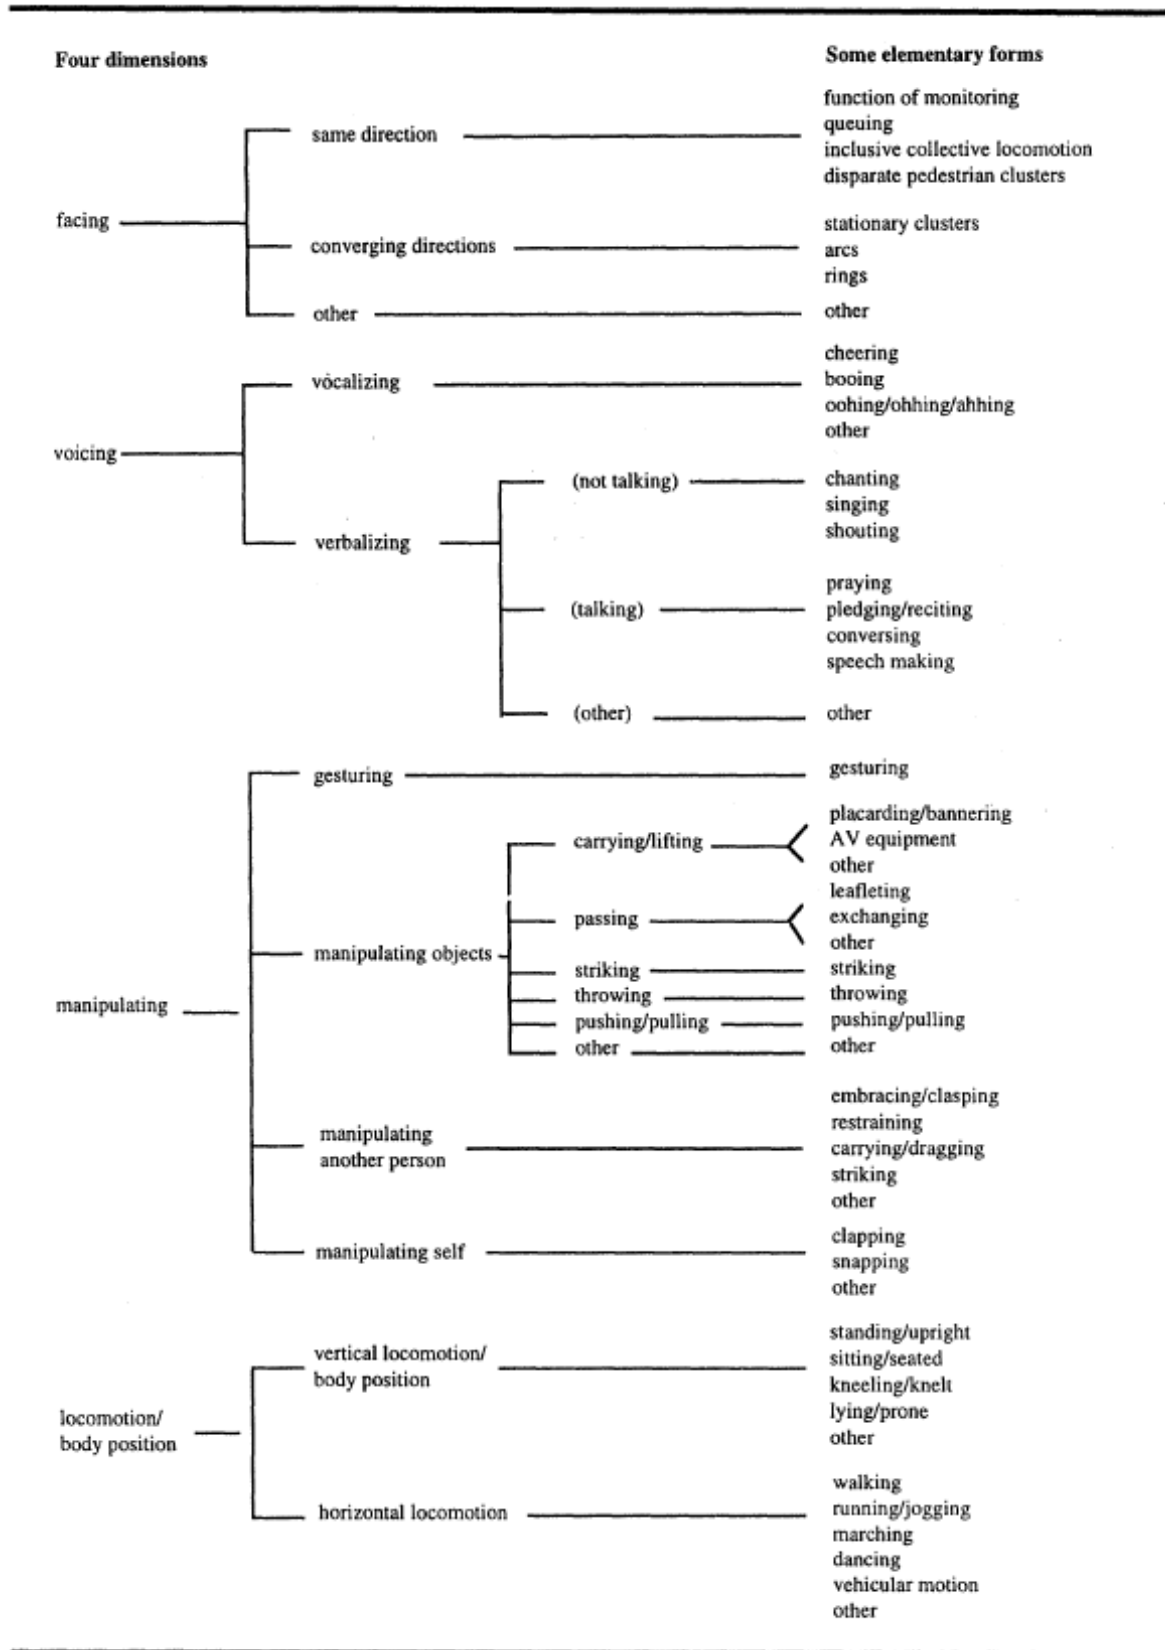 Four dimensions
Some elementary forms
facing
same direction
function of monitoring
queuing
inclusive collective locomotion
disparate pedestrian clusters
converging directions
stationary clusters
arcs
rings
other
other
voicing
vocalizing
cheering
booing
oohing/ohhing/ahhing
other
verbalizing
(not talking)
chanting
singing
shouting
(talking)
praying
pledging/reciting
conversing
speech making
(other)
other
manipulating
gesturing
gesturing
manipulating objects
carrying/lifting
placarding/bannering
AV equipment
other
passing
leafleting
exchanging
other
striking
striking
throwing
throwing
pushing/pulling
pushing/pulling
other
other
manipulating
another person
embracing/clasping
restraining
carrying/dragging
striking
other
manipulating self
clapping
snapping
other
locomotion/
body position
vertical locomotion/
body position
standing/upright
sitting/seated
kneeling/knelt
lying/prone
other
horizontal locomotion
walking
running/jogging
marching
dancing
vehicular motion
other